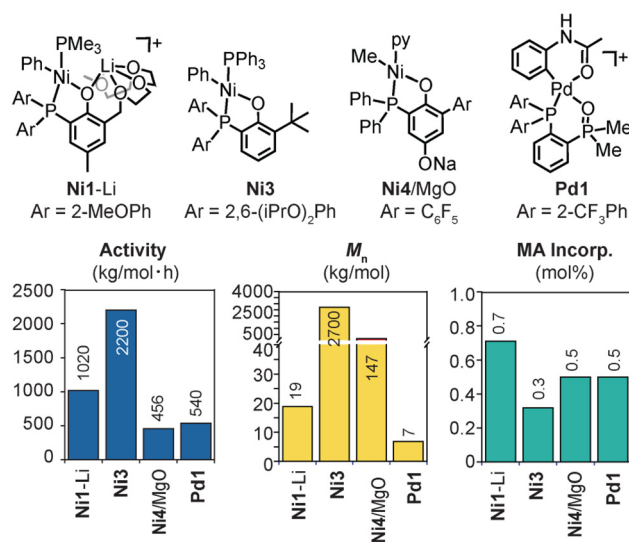 PMe3
Ph
Ni
Li
O
O
O
O
O
O
Ar
P
Ar
Me
]+
PPh3
Ph
Ni
O
Ar
P
Ar
py
Me
Ni
O
Ph
P
Ph
Ar
ONa
H
N
O
Pd
]+
Ar
P
Ar
O
P
Me
Me
Ni1-Li
Ar = 2-MeOPh
Ni3
Ar = 2,6-(iPrO)2Ph
Ni4/MgO
Ar = C6F5
Pd1
Ar = 2-CF3Ph
Activity
(kg/mol·h)
2500
2000
1500
1000
500
0
1020
2200
456
540
Ni1-Li
Ni3
Ni4/MgO
Pd1
Mn
(kg/mol)
4000
2500
500
40
30
20
10
0
19
2700
147
7
Ni1-Li
Ni3
Ni4/MgO
Pd1
MA Incorp.
(mol%)
1.0
0.8
0.6
0.4
0.2
0
0.7
0.3
0.5
0.5
Ni1-Li
Ni3
Ni4/MgO
Pd1